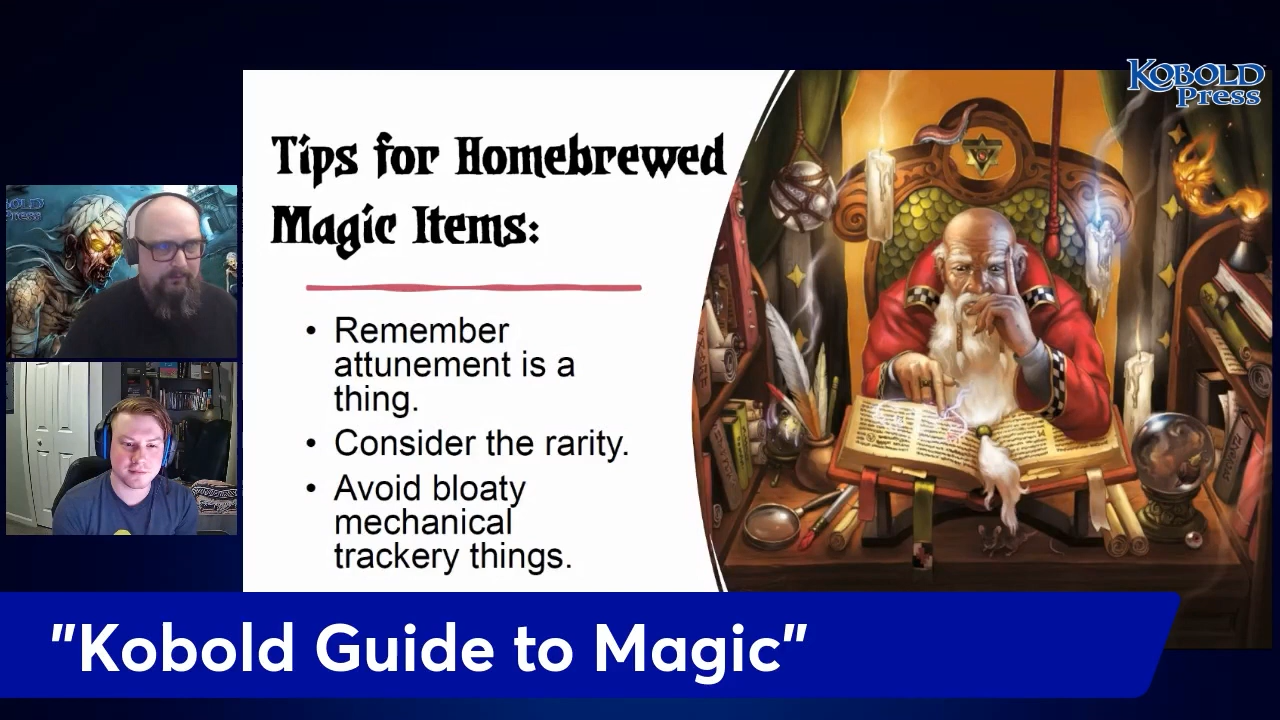 KOBOLD
Press
Tips for Homebrewed
Magic Items:
• Remember
attunement is a
thing.
• Consider the rarity.
• Avoid bloaty
mechanical
trackery things.
"Kobold Guide to Magic"